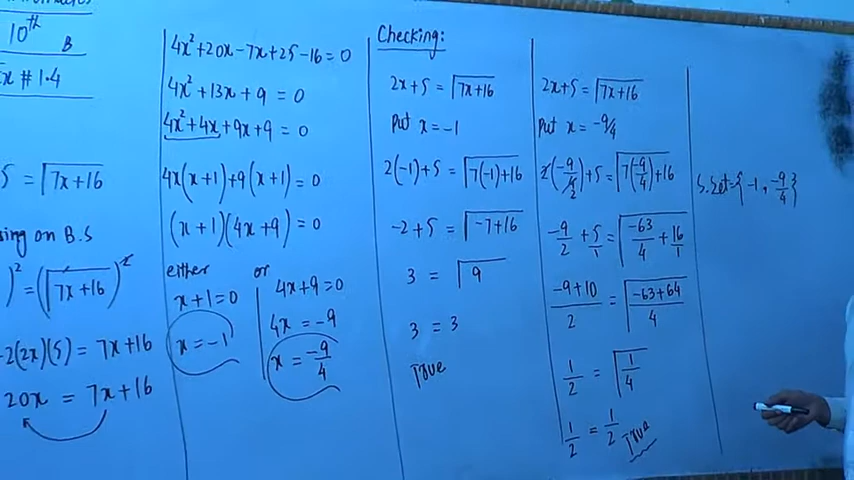 10th B
Ex # 1.4
5 = √7x+16
ing on B.S
)² = (√7x+16)²
2(2x)(5) = 7x+16
20x = 7x+16
4x²+20x-7x+25-16=0
4x²+13x+9 = 0
4x²+4x+9x+9 = 0
4x(x+1)+9(x+1)=0
(x+1)(4x+9)=0
either or
x+1=0 4x+9=0
4x = -9
x = -1 x = -9/4
Checking:
2x+5 = √7x+16
Put x = -1
2(-1)+5 = √7(-1)+16
-2+5 = √-7+16
3 = √9
3 = 3
True
2x+5 = √7x+16
Put x = -9/4
2(-9/4)+5 = √7(-9/4)+16
2
-9/2 + 5/1 = √-63/4 + 16/1
-9+10/2 = √-63+64/4
1/2 = √1/4
1/2 = 1/2 True
S.Set={-1, -9/4}